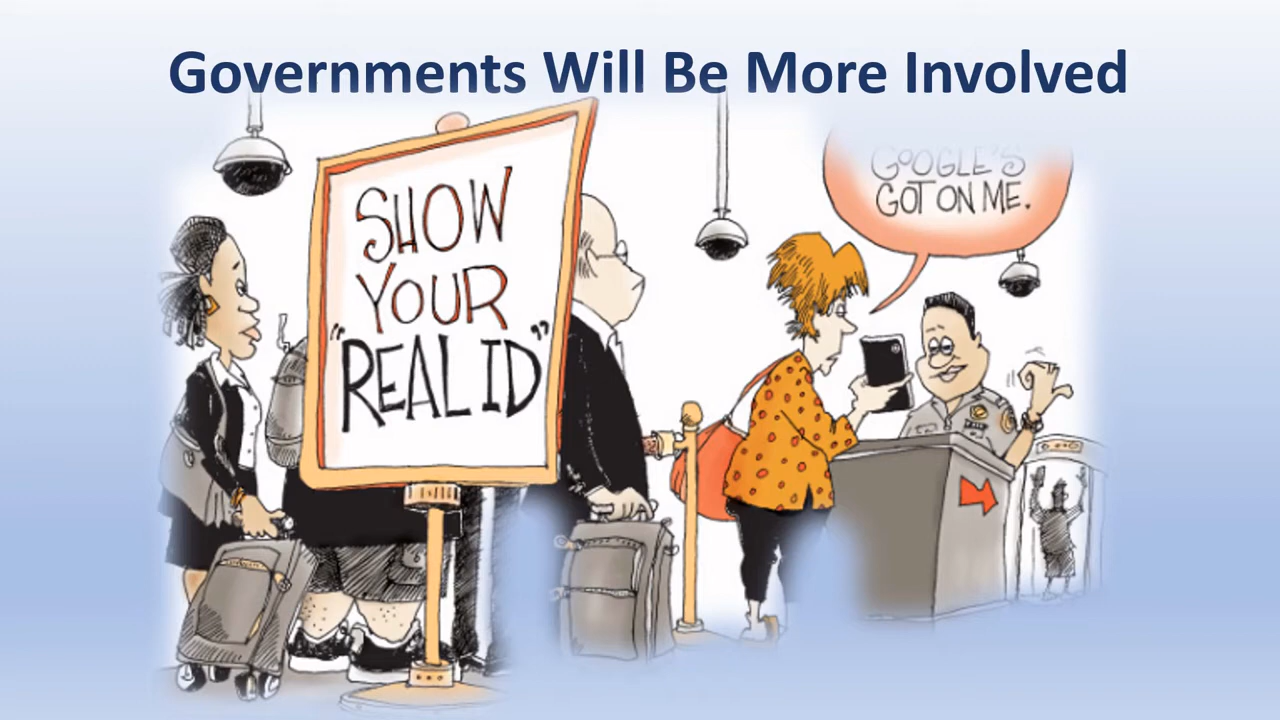 Governments Will Be More Involved
SHOW
YOUR
"REAL ID"
GOOGLE'S
GOT ON ME.